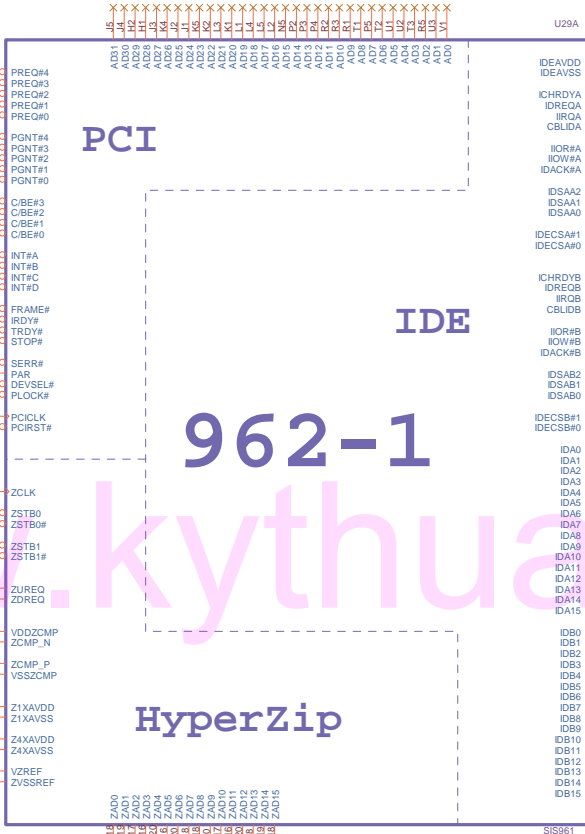 J5 J4 H2 H1 J3 K4 J2 J1 K5 K2 L3 K1 L1 L4 L5 L2 N5 P2 P3 P4 R2 R3 R1 T1 P5 T2 U1 U2 T3 R5 U3 V1
U29A
AD31 AD30 AD29 AD28 AD27 AD26 AD25 AD24 AD23 AD22 AD21 AD20 AD19 AD18 AD17 AD16 AD15 AD14 AD13 AD12 AD11 AD10 AD9 AD8 AD7 AD6 AD5 AD4 AD3 AD2 AD1 AD0
PREQ#4
PREQ#3
PREQ#2
PREQ#1
PREQ#0
PGNT#4
PGNT#3
PGNT#2
PGNT#1
PGNT#0
C/BE#3
C/BE#2
C/BE#1
C/BE#0
INT#A
INT#B
INT#C
INT#D
FRAME#
IRDY#
TRDY#
STOP#
SERR#
PAR
DEVSEL#
PLOCK#
PCICLK
PCIRST#
ZCLK
ZSTB0
ZSTB0#
ZSTB1
ZSTB1#
ZUREQ
ZDREQ
VDDZCMP
ZCMP_N
ZCMP_P
VSSZCMP
Z1XAVDD
Z1XAVSS
Z4XAVDD
Z4XAVSS
VZREF
ZVSSREF
PCI
IDE
962-1
HyperZip
IDEAVDD
IDEAVSS
ICHRDYA
IDREQA
IIRQA
CBLIDA
IIOR#A
IIOW#A
IDACK#A
IDSAA2
IDSAA1
IDSAA0
IDECSA#1
IDECSA#0
ICHRDYB
IDREQB
IIRQB
CBLIDB
IIOR#B
IIOW#B
IDACK#B
IDSAB2
IDSAB1
IDSAB0
IDECSB#1
IDECSB#0
IDA0
IDA1
IDA2
IDA3
IDA4
IDA5
IDA6
IDA7
IDA8
IDA9
IDA10
IDA11
IDA12
IDA13
IDA14
IDA15
IDB0
IDB1
IDB2
IDB3
IDB4
IDB5
IDB6
IDB7
IDB8
IDB9
IDB10
IDB11
IDB12
IDB13
IDB14
IDB15
ZAD0 ZAD1 ZAD2 ZAD3 ZAD4 ZAD5 ZAD6 ZAD7 ZAD8 ZAD9 ZAD10 ZAD11 ZAD12 ZAD13 ZAD14 ZAD15
SIS961
.kythua